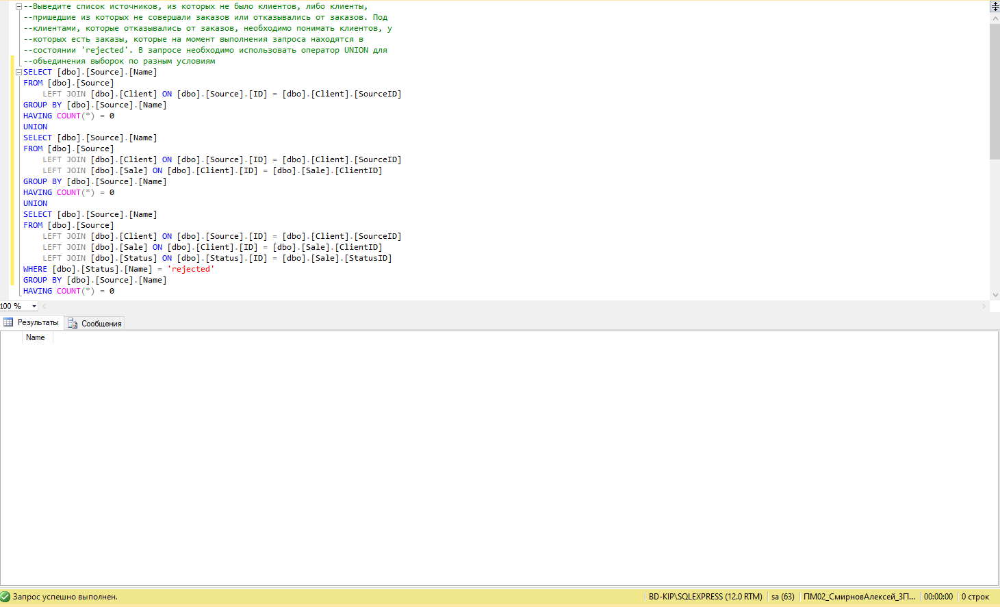 --Выведите список источников, из которых не было клиентов, либо клиенты,
--пришедшие из которых не совершали заказов или отказывались от заказов. Под
--клиентами, которые отказывались от заказов, необходимо понимать клиентов, у
--которых есть заказы, которые на момент выполнения запроса находятся в
--состоянии 'rejected'. В запросе необходимо использовать оператор UNION для
--объединения выборок по разным условиям
SELECT [dbo].[Source].[Name]
FROM [dbo].[Source]
LEFT JOIN [dbo].[Client] ON [dbo].[Source].[ID] = [dbo].[Client].[SourceID]
GROUP BY [dbo].[Source].[Name]
HAVING COUNT(*) = 0
UNION
SELECT [dbo].[Source].[Name]
FROM [dbo].[Source]
LEFT JOIN [dbo].[Client] ON [dbo].[Source].[ID] = [dbo].[Client].[SourceID]
LEFT JOIN [dbo].[Sale] ON [dbo].[Client].[ID] = [dbo].[Sale].[ClientID]
GROUP BY [dbo].[Source].[Name]
HAVING COUNT(*) = 0
UNION
SELECT [dbo].[Source].[Name]
FROM [dbo].[Source]
LEFT JOIN [dbo].[Client] ON [dbo].[Source].[ID] = [dbo].[Client].[SourceID]
LEFT JOIN [dbo].[Sale] ON [dbo].[Client].[ID] = [dbo].[Sale].[ClientID]
LEFT JOIN [dbo].[Status] ON [dbo].[Status].[ID] = [dbo].[Sale].[StatusID]
WHERE [dbo].[Status].[Name] = 'rejected'
GROUP BY [dbo].[Source].[Name]
HAVING COUNT(*) = 0
100 %
Результаты Сообщения
Name
Запрос успешно выполнен. BD-KIP\SQLEXPRESS (12.0 RTM) sa (63) ПМ02_СмирновАлексей_3П... 00:00:00 0 строк